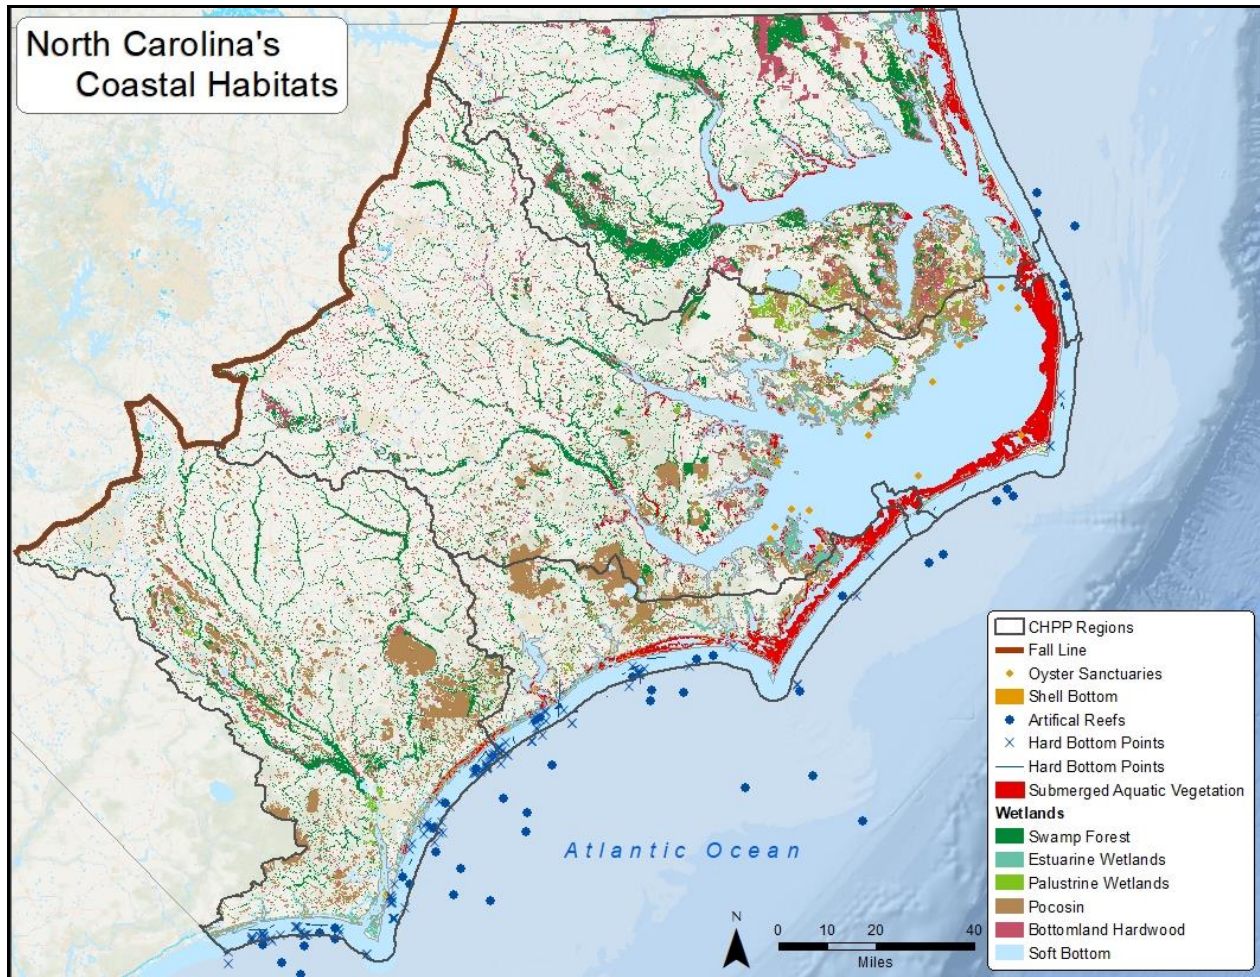 North Carolina's
Coastal Habitats
CHPP Regions
Fall Line
Oyster Sanctuaries
Shell Bottom
Artifical Reefs
Hard Bottom Points
Hard Bottom Points
Submerged Aquatic Vegetation
Wetlands
Swamp Forest
Estuarine Wetlands
Palustrine Wetlands
Pocosin
Bottomland Hardwood
Soft Bottom
Atlantic Ocean
N
0 10 20 40
Miles